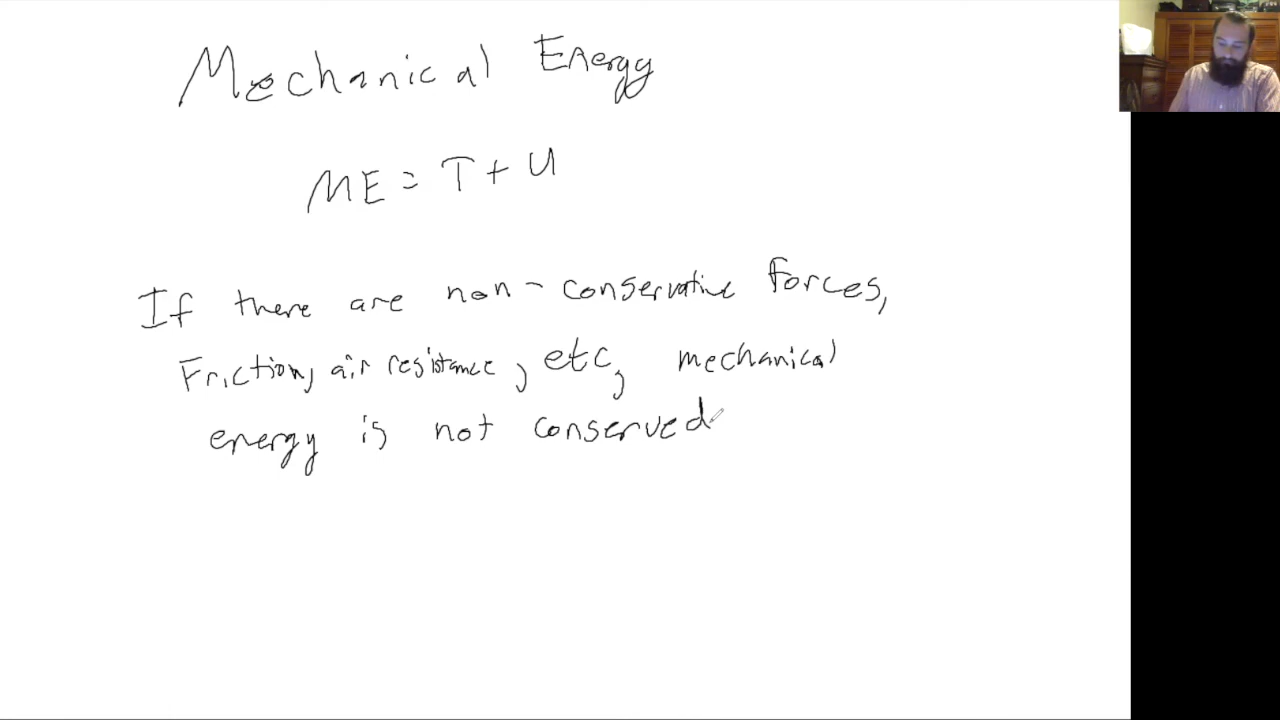 Mechanical Energy
ME = T + U
If there are non-conservative forces,
Friction, air resistance, etc, mechanical
energy is not conserved